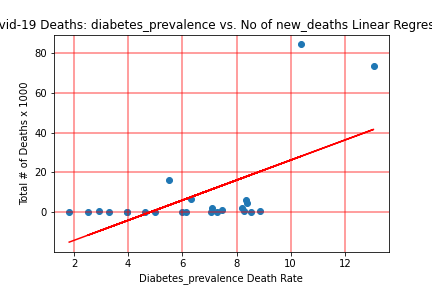 vid-19 Deaths: diabetes_prevalence vs. No of new_deaths Linear Regres
80
60
40
20
0
2 4 6 8 10 12
Total # of Deaths x 1000
Diabetes_prevalence Death Rate